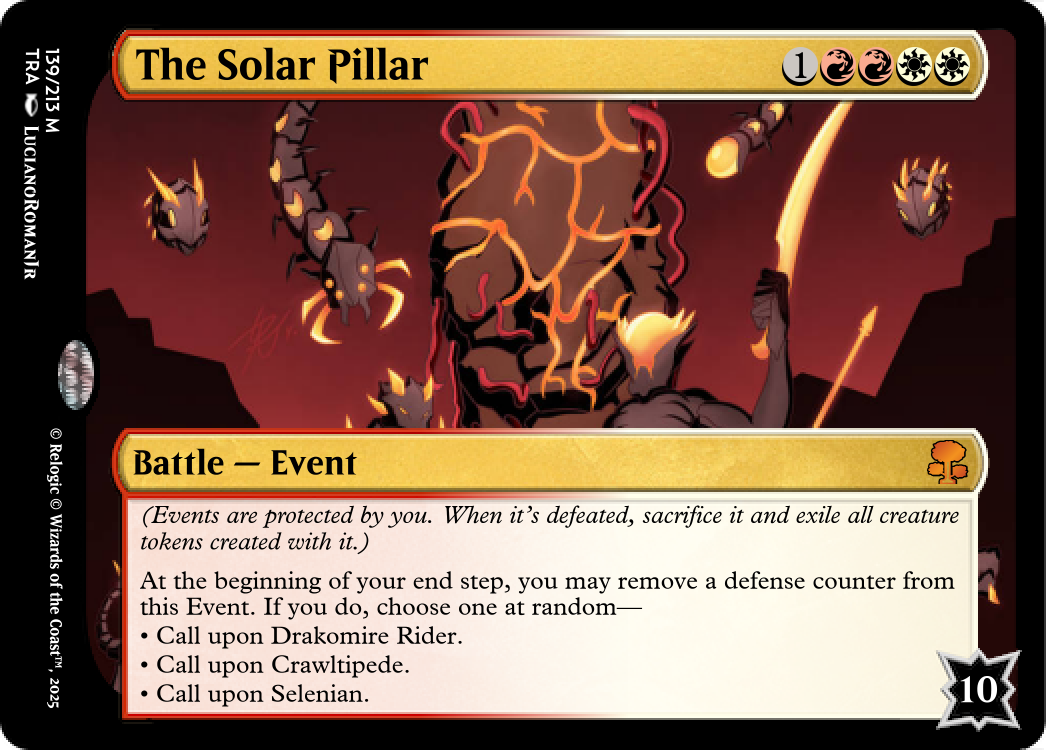 The Solar Pillar
1
Battle — Event
(Events are protected by you. When it's defeated, sacrifice it and exile all creature
tokens created with it.)
At the beginning of your end step, you may remove a defense counter from
this Event. If you do, choose one at random—
• Call upon Drakomire Rider.
• Call upon Crawltipede.
• Call upon Selenian.
10
139/213 M
TRA LucianoRomanJr
© Relogic © Wizards of the Coast™, 2025